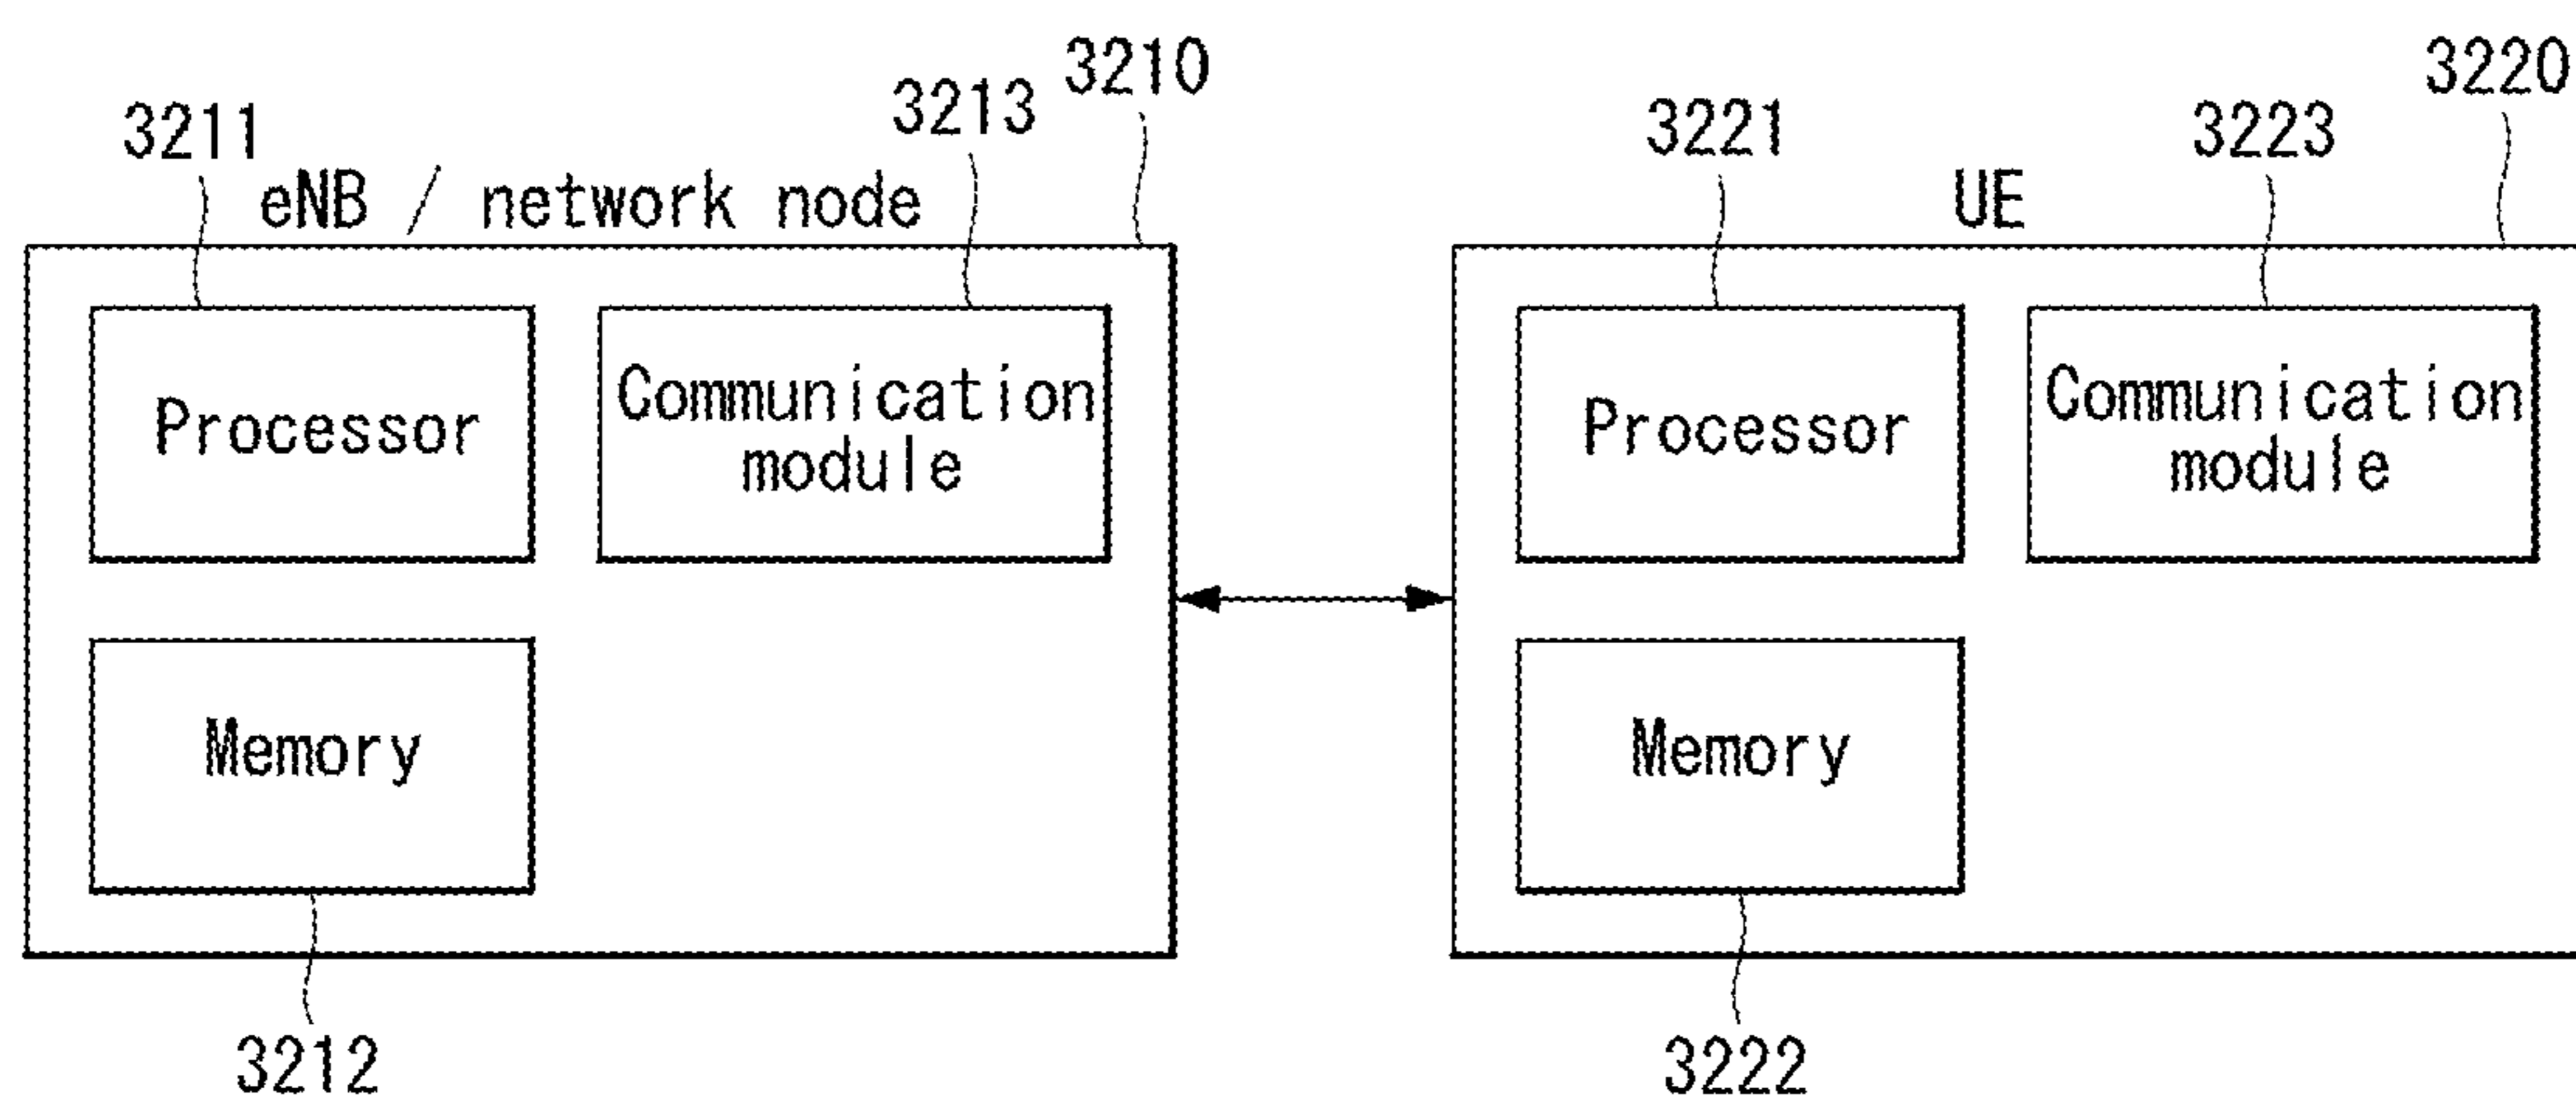 3210
3220
3213
3211
3221
3223
eNB / network node
UE
Processor
Communication
module
Processor
Communication
module
Memory
Memory
3212
3222